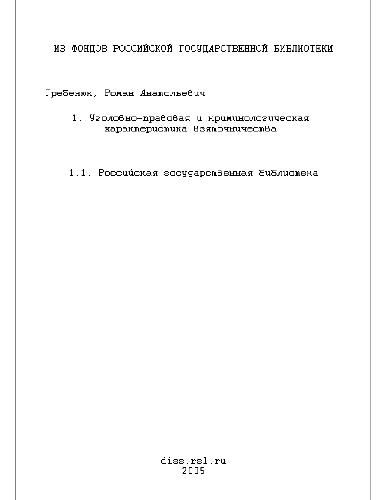 ИЗ ФОНДОВ РОССИЙСКОЙ ГОСУДАРСТВЕННОЙ БИБЛИОТЕКИ
Гребенюк, Роман Анатольевич
1. Уголовно-правовая и криминологическая
характеристика взяточничества
1.1. Российская государственная библиотека
diss.rsl.ru
2005